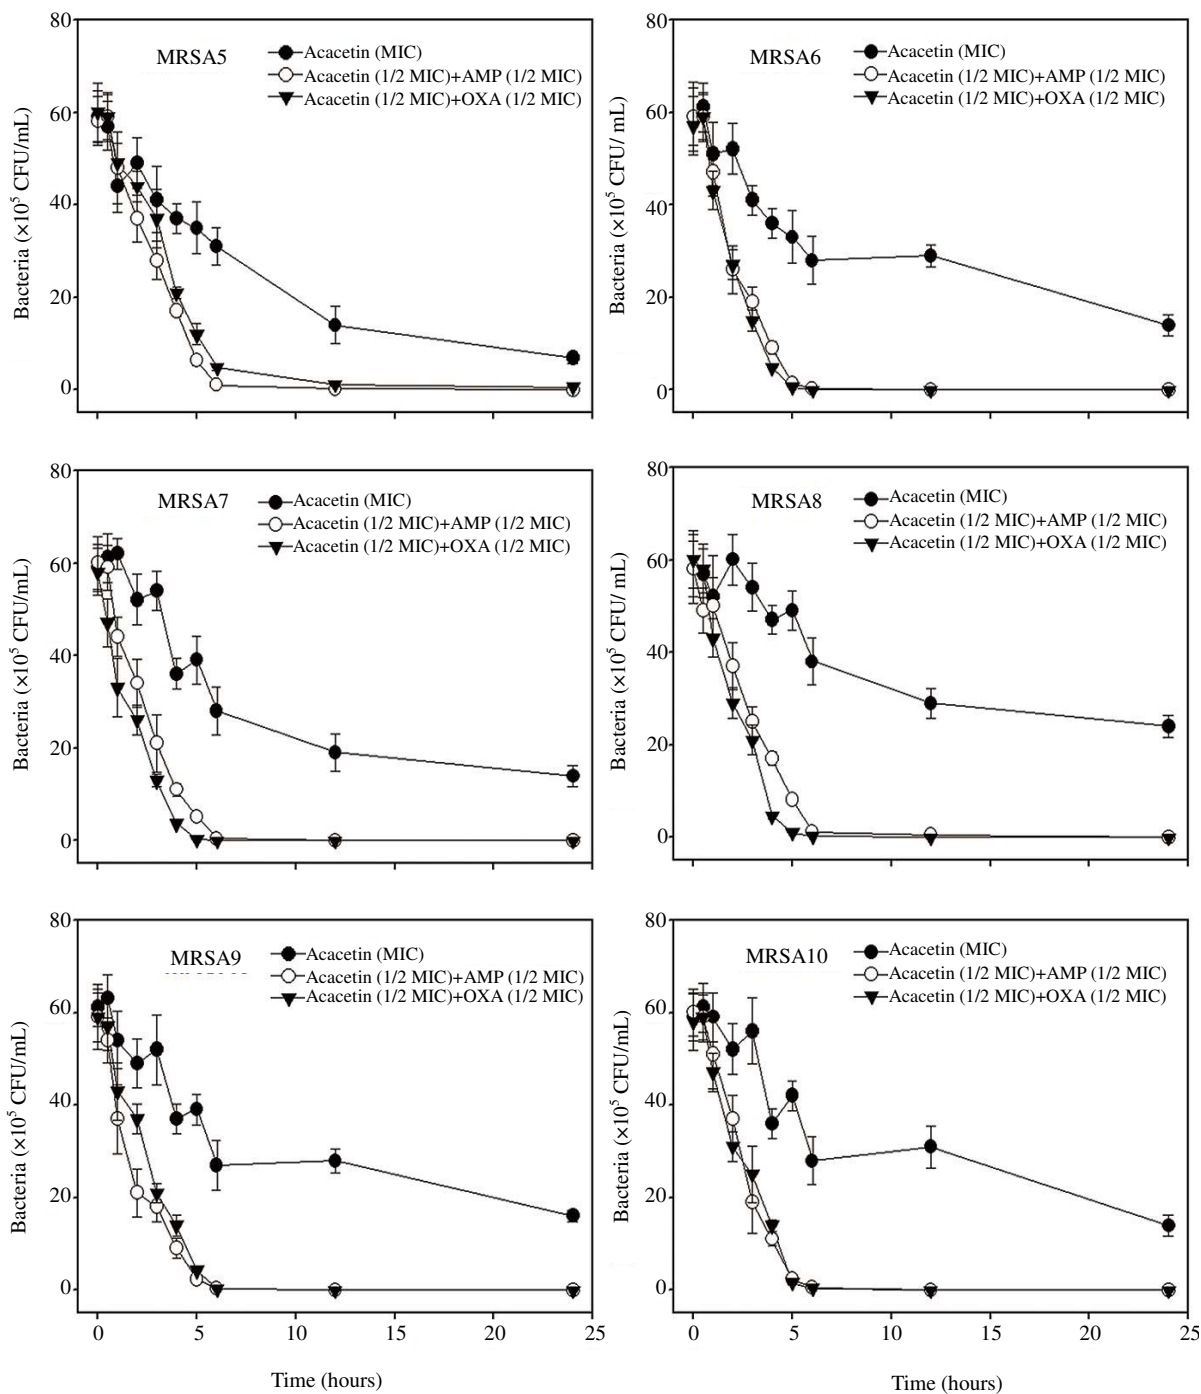 MRSA5
Acacetin (MIC)
Acacetin (1/2 MIC)+AMP (1/2 MIC)
Acacetin (1/2 MIC)+OXA (1/2 MIC)
80
60
40
20
0
Bacteria (×10⁵ CFU/mL)
MRSA6
Acacetin (MIC)
Acacetin (1/2 MIC)+AMP (1/2 MIC)
Acacetin (1/2 MIC)+OXA (1/2 MIC)
80
60
40
20
0
Bacteria (×10⁵ CFU/ mL)
MRSA7
Acacetin (MIC)
Acacetin (1/2 MIC)+AMP (1/2 MIC)
Acacetin (1/2 MIC)+OXA (1/2 MIC)
80
60
40
20
0
Bacteria (×10⁵ CFU/mL)
MRSA8
Acacetin (MIC)
Acacetin (1/2 MIC)+AMP (1/2 MIC)
Acacetin (1/2 MIC)+OXA (1/2 MIC)
80
60
40
20
0
Bacteria (×10⁵ CFU/ mL)
MRSA9
Acacetin (MIC)
Acacetin (1/2 MIC)+AMP (1/2 MIC)
Acacetin (1/2 MIC)+OXA (1/2 MIC)
80
60
40
20
0
Bacteria (×10⁵ CFU/mL)
0 5 10 15 20 25
Time (hours)
MRSA10
Acacetin (MIC)
Acacetin (1/2 MIC)+AMP (1/2 MIC)
Acacetin (1/2 MIC)+OXA (1/2 MIC)
80
60
40
20
0
Bacteria (×10⁵ CFU/mL)
0 5 10 15 20 25
Time (hours)